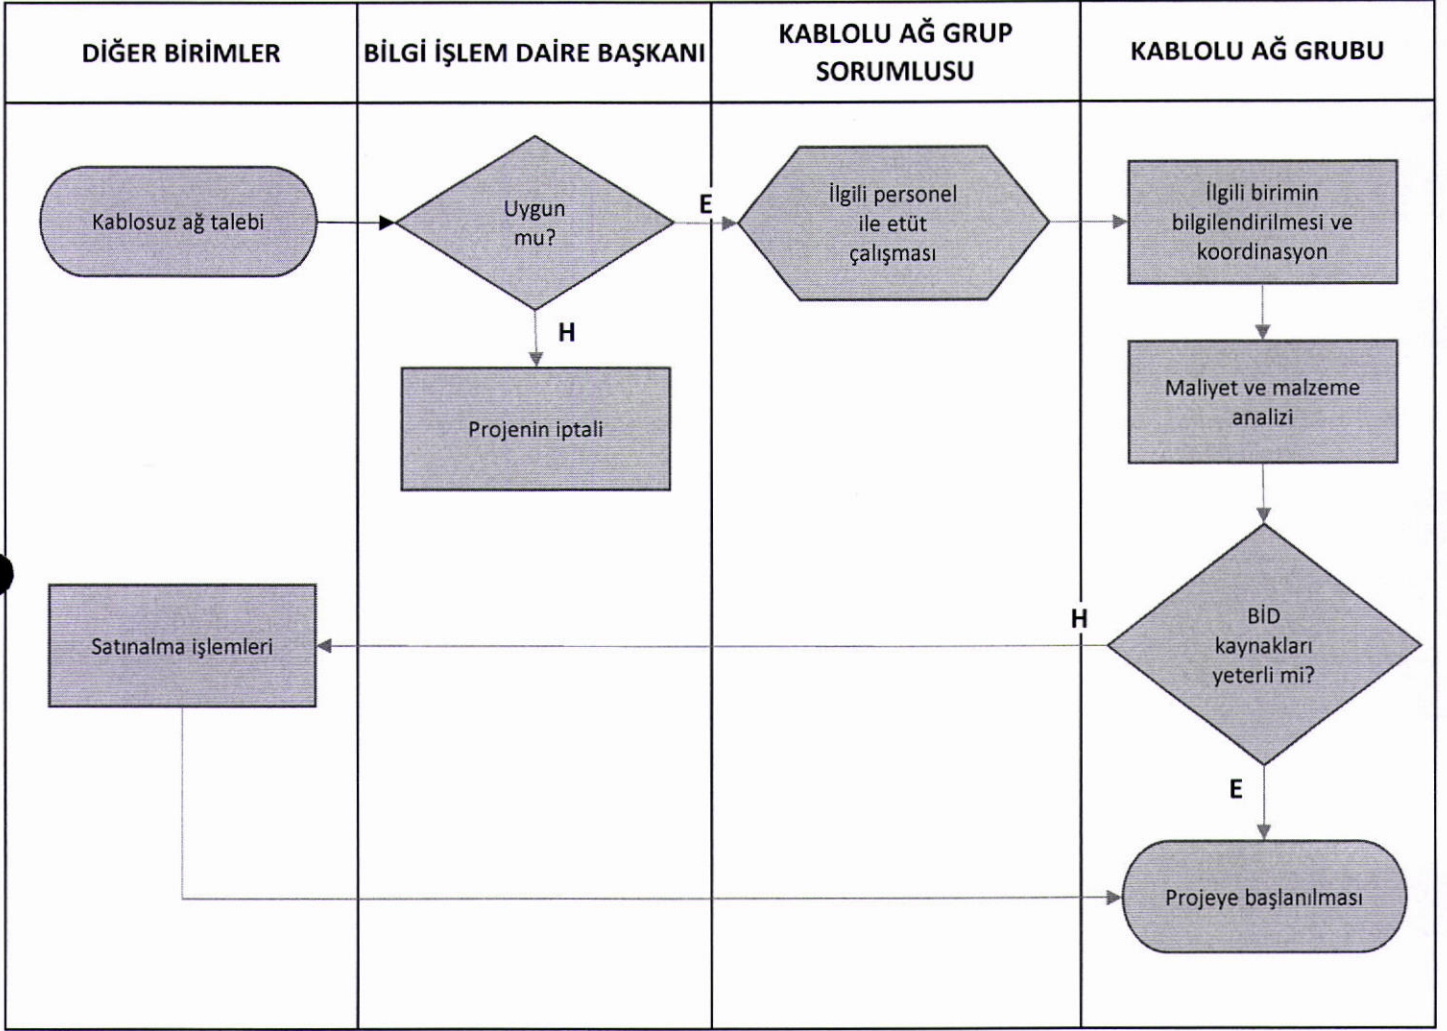 DİĞER BİRİMLER
BİLGİ İŞLEM DAİRE BAŞKANI
KABLOLU AĞ GRUP
SORUMLUSU
KABLOLU AĞ GRUBU
Kablosuz ağ talebi
Uygun
mu?
E
İlgili personel
ile etüt
çalışması
İlgili birimin
bilgilendirilmesi ve
koordinasyon
H
Projenin iptali
Maliyet ve malzeme
analizi
Satınalma işlemleri
H
BİD
kaynakları
yeterli mi?
E
Projeye başlanılması